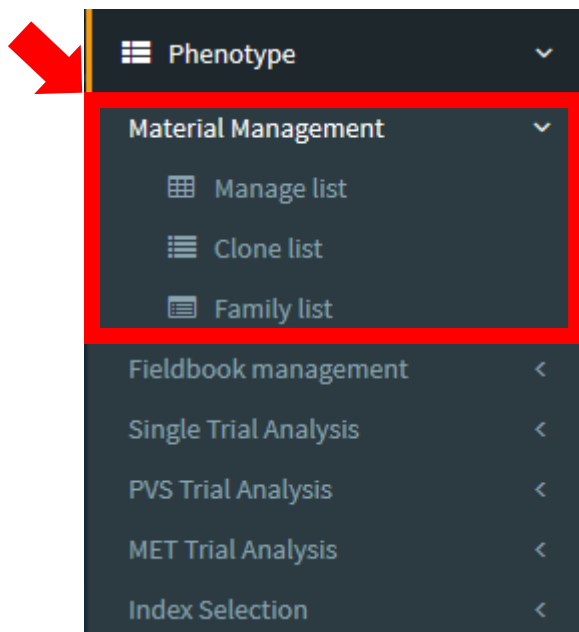 Phenotype
Material Management
Manage list
Clone list
Family list
Fieldbook management
Single Trial Analysis
PVS Trial Analysis
MET Trial Analysis
Index Selection